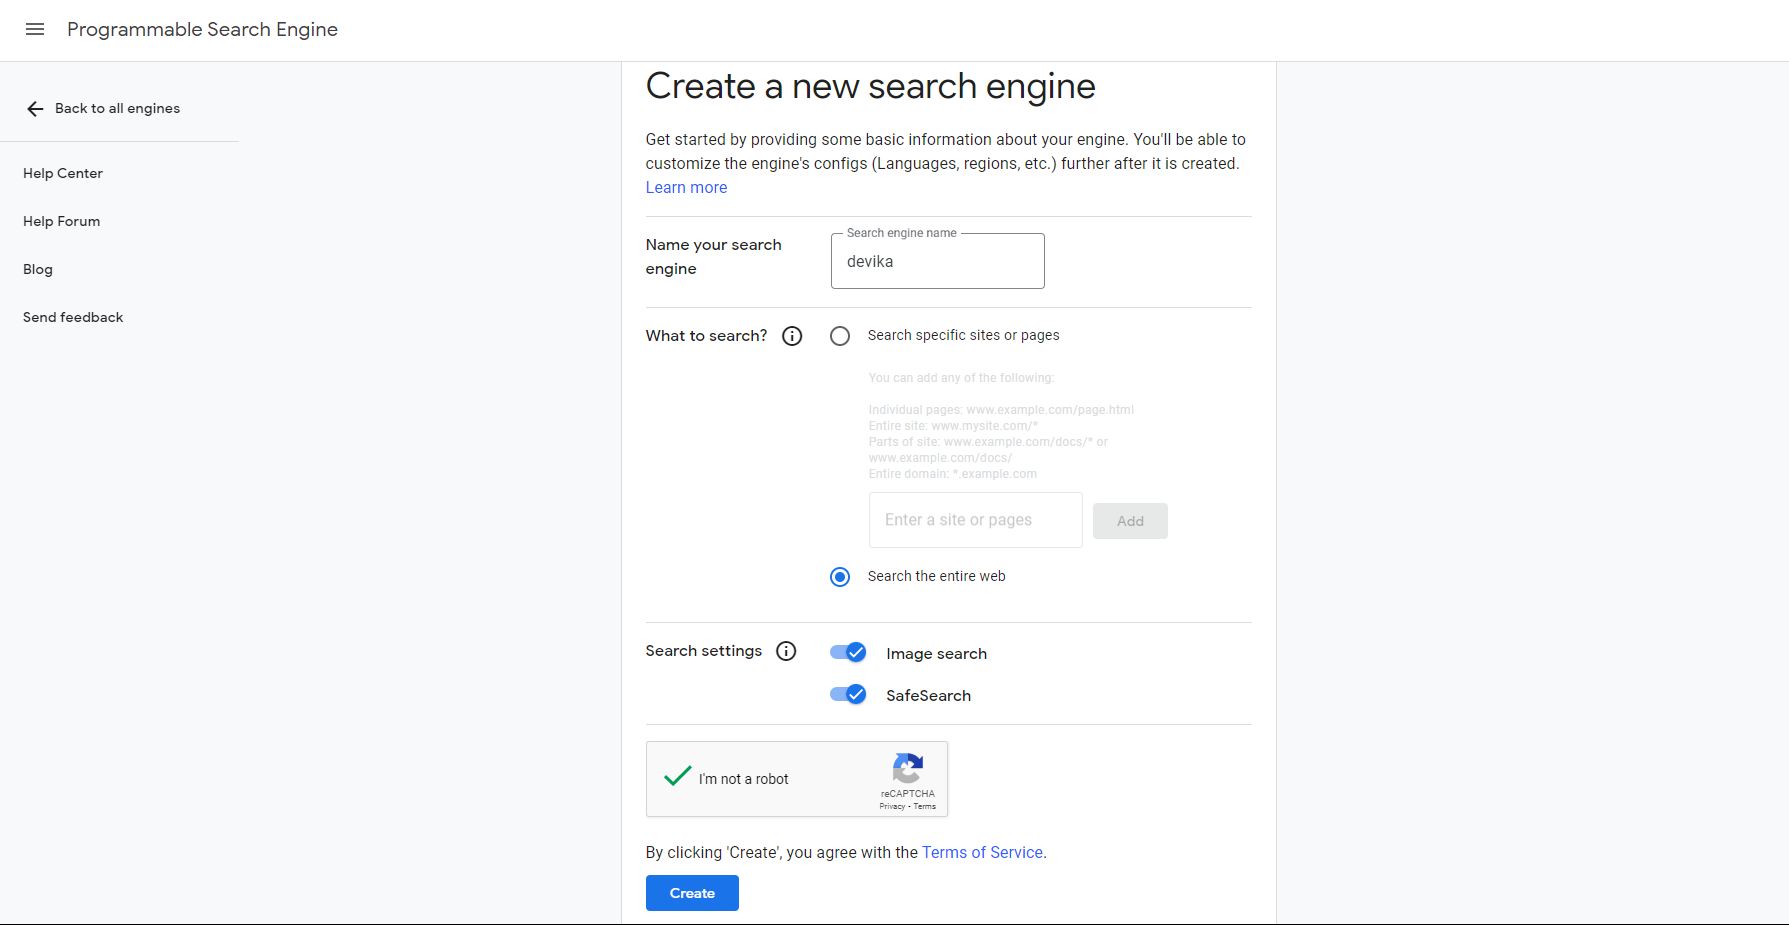 Programmable Search Engine
Back to all engines
Help Center
Help Forum
Blog
Send feedback
Create a new search engine
Get started by providing some basic information about your engine. You'll be able to
customize the engine's configs (Languages, regions, etc.) further after it is created.
Learn more
Name your search
engine
Search engine name
devika
What to search?
Search specific sites or pages
You can add any of the following:
Individual pages: www.example.com/page.html
Entire site: www.mysite.com/*
Parts of site: www.example.com/docs/* or
www.example.com/docs/
Entire domain: *.example.com
Enter a site or pages
Add
Search the entire web
Search settings
Image search
SafeSearch
I'm not a robot
reCAPTCHA
Privacy - Terms
By clicking 'Create', you agree with the Terms of Service.
Create